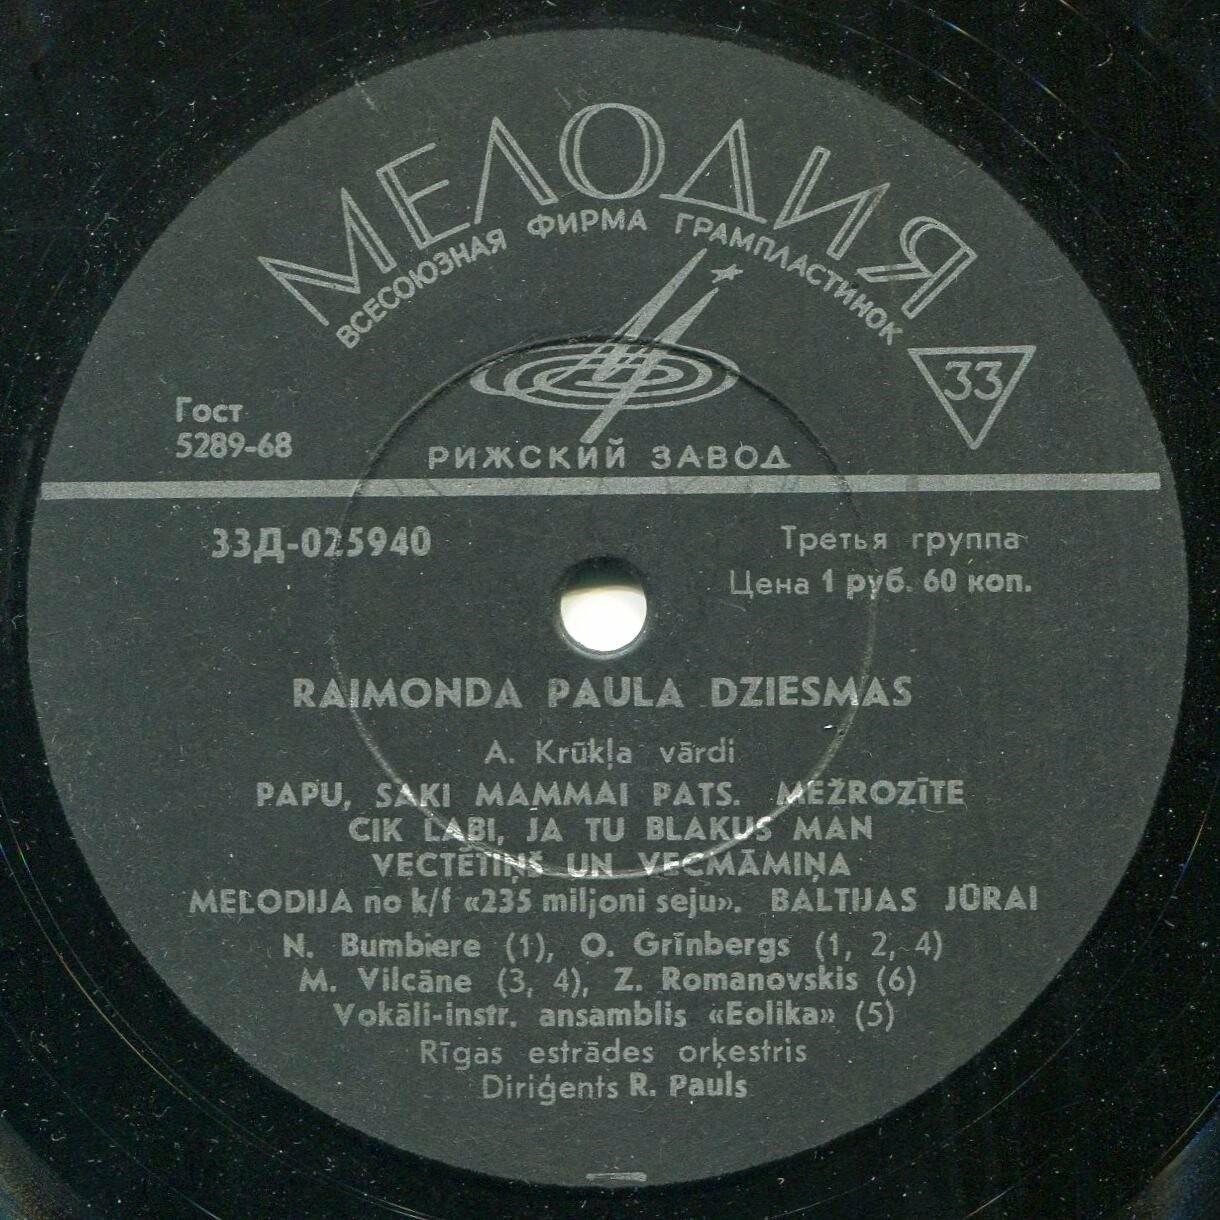 МЕЛОДИЯ
ВСЕСОЮЗНАЯ ФИРМА ГРАМПЛАСТИНОК
33
Гост
5289-68
РИЖСКИЙ ЗАВОД
33Д-025940
Третья группа
Цена 1 руб. 60 коп.
RAIMONDA PAULA DZIESMAS
A. Krūkļa vārdi
PAPU, SAKI MAMMAI PATS. MEŽROZĪTE
CIK LABI, JA TU BLAKUS MAN
VECTĒTIŅŠ UN VECMĀMIŅA
MELODIJA no k/f «235 miljoni seju». BALTIJAS JŪRAI
N. Bumbiere (1), O. Grīnbergs (1, 2, 4)
M. Vilcāne (3, 4), Z. Romanovskis (6)
Vokāli-instr. ansamblis «Eolika» (5)
Rīgas estrādes orķestris
Diriģents R. Pauls